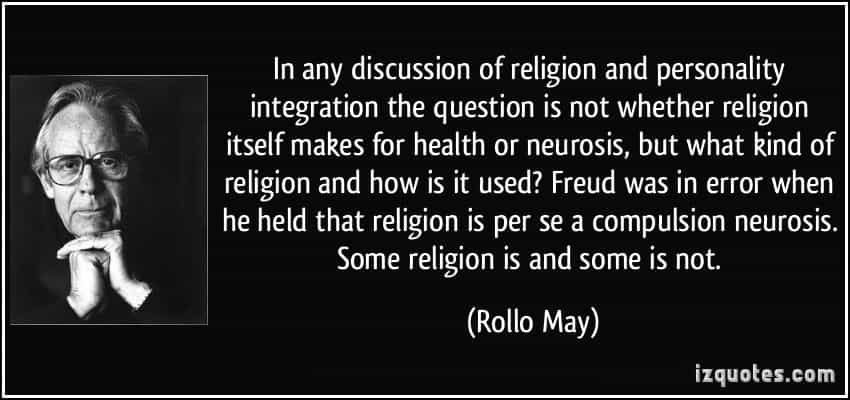 In any discussion of religion and personality
integration the question is not whether religion
itself makes for health or neurosis, but what kind of
religion and how is it used? Freud was in error when
he held that religion is per se a compulsion neurosis.
Some religion is and some is not.
(Rollo May)
izquotes.com